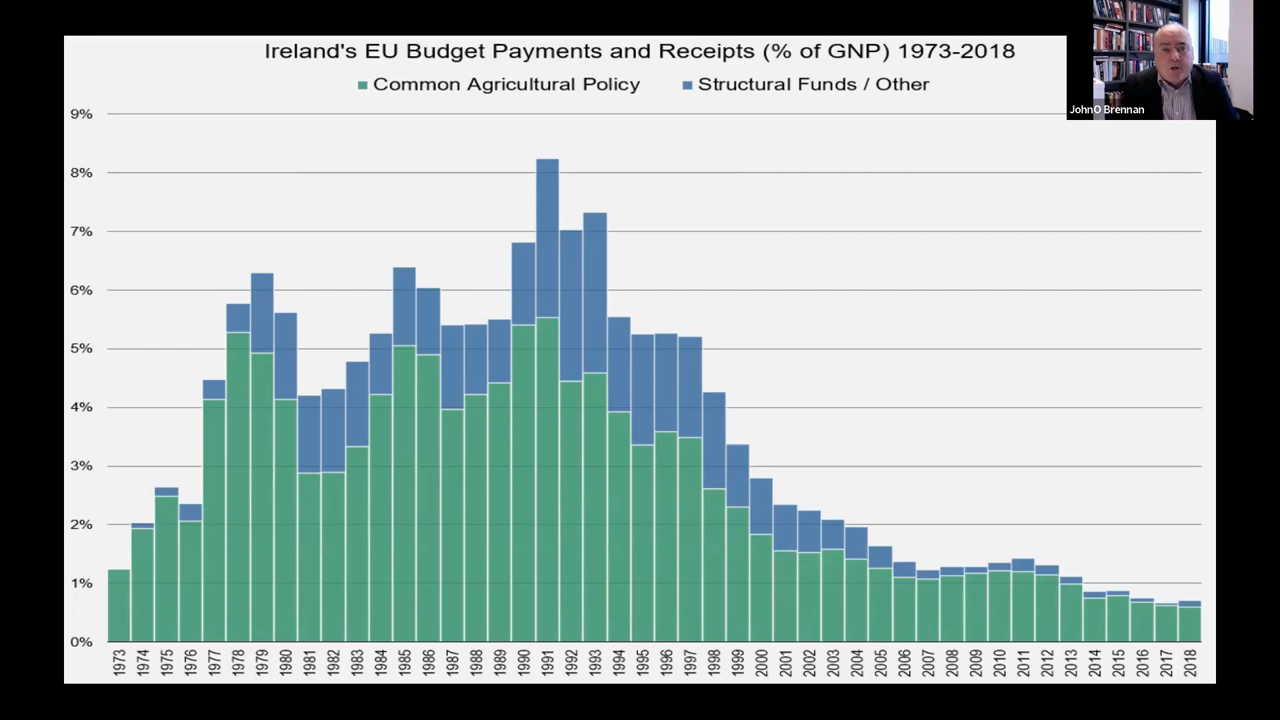 Ireland's EU Budget Payments and Receipts (% of GNP) 1973-2018
Common Agricultural Policy Structural Funds / Other
JohnO Brennan
9%
8%
7%
6%
5%
4%
3%
2%
1%
0%
1973 1974 1975 1976 1977 1978 1979 1980 1981 1982 1983 1984 1985 1986 1987 1988 1989 1990 1991 1992 1993 1994 1995 1996 1997 1998 1999 2000 2001 2002 2003 2004 2005 2006 2007 2008 2009 2010 2011 2012 2013 2014 2015 2016 2017 2018